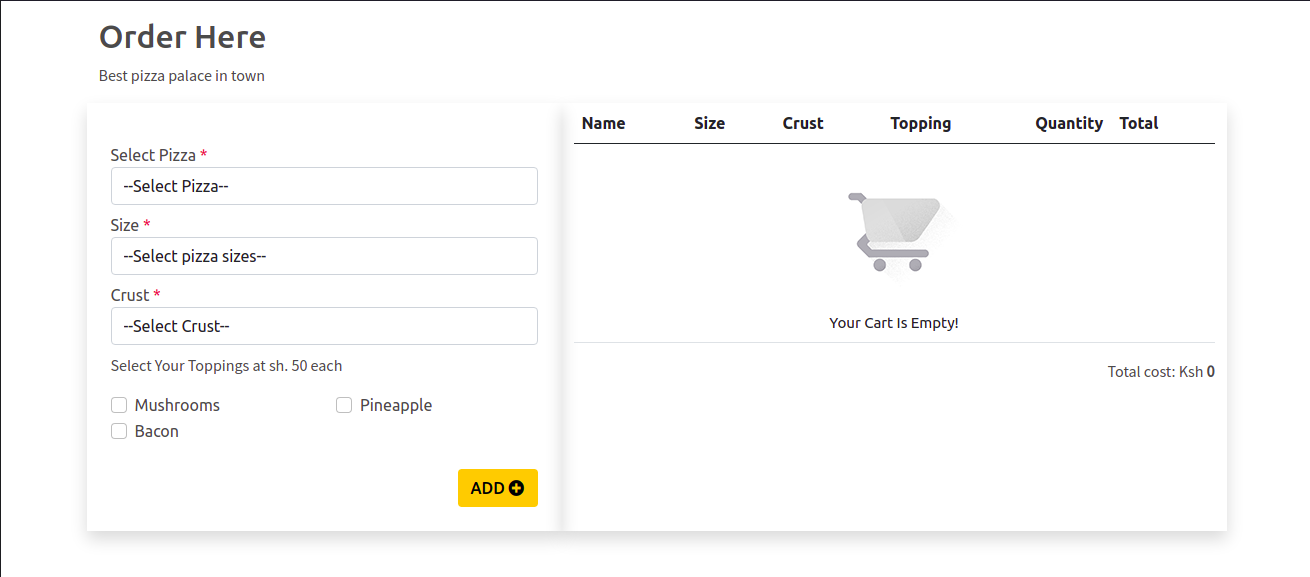 Order Here
Best pizza palace in town
Select Pizza *
--Select Pizza--
Size *
--Select pizza sizes--
Crust *
--Select Crust--
Select Your Toppings at sh. 50 each
Mushrooms Pineapple
Bacon
ADD
Name Size Crust Topping Quantity Total
Your Cart Is Empty!
Total cost: Ksh 0